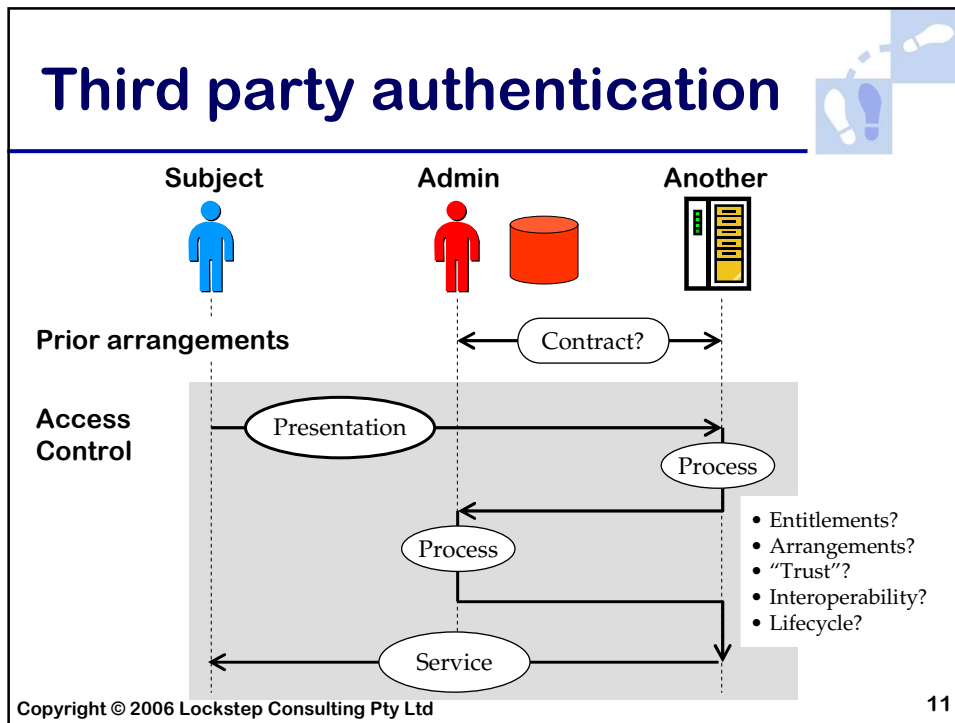 Third party authentication
Subject
Admin
Another
Prior arrangements
Contract?
Access
Control
Presentation
Process
Process
• Entitlements?
• Arrangements?
• “Trust”?
• Interoperability?
• Lifecycle?
Service
Copyright © 2006 Lockstep Consulting Pty Ltd
11